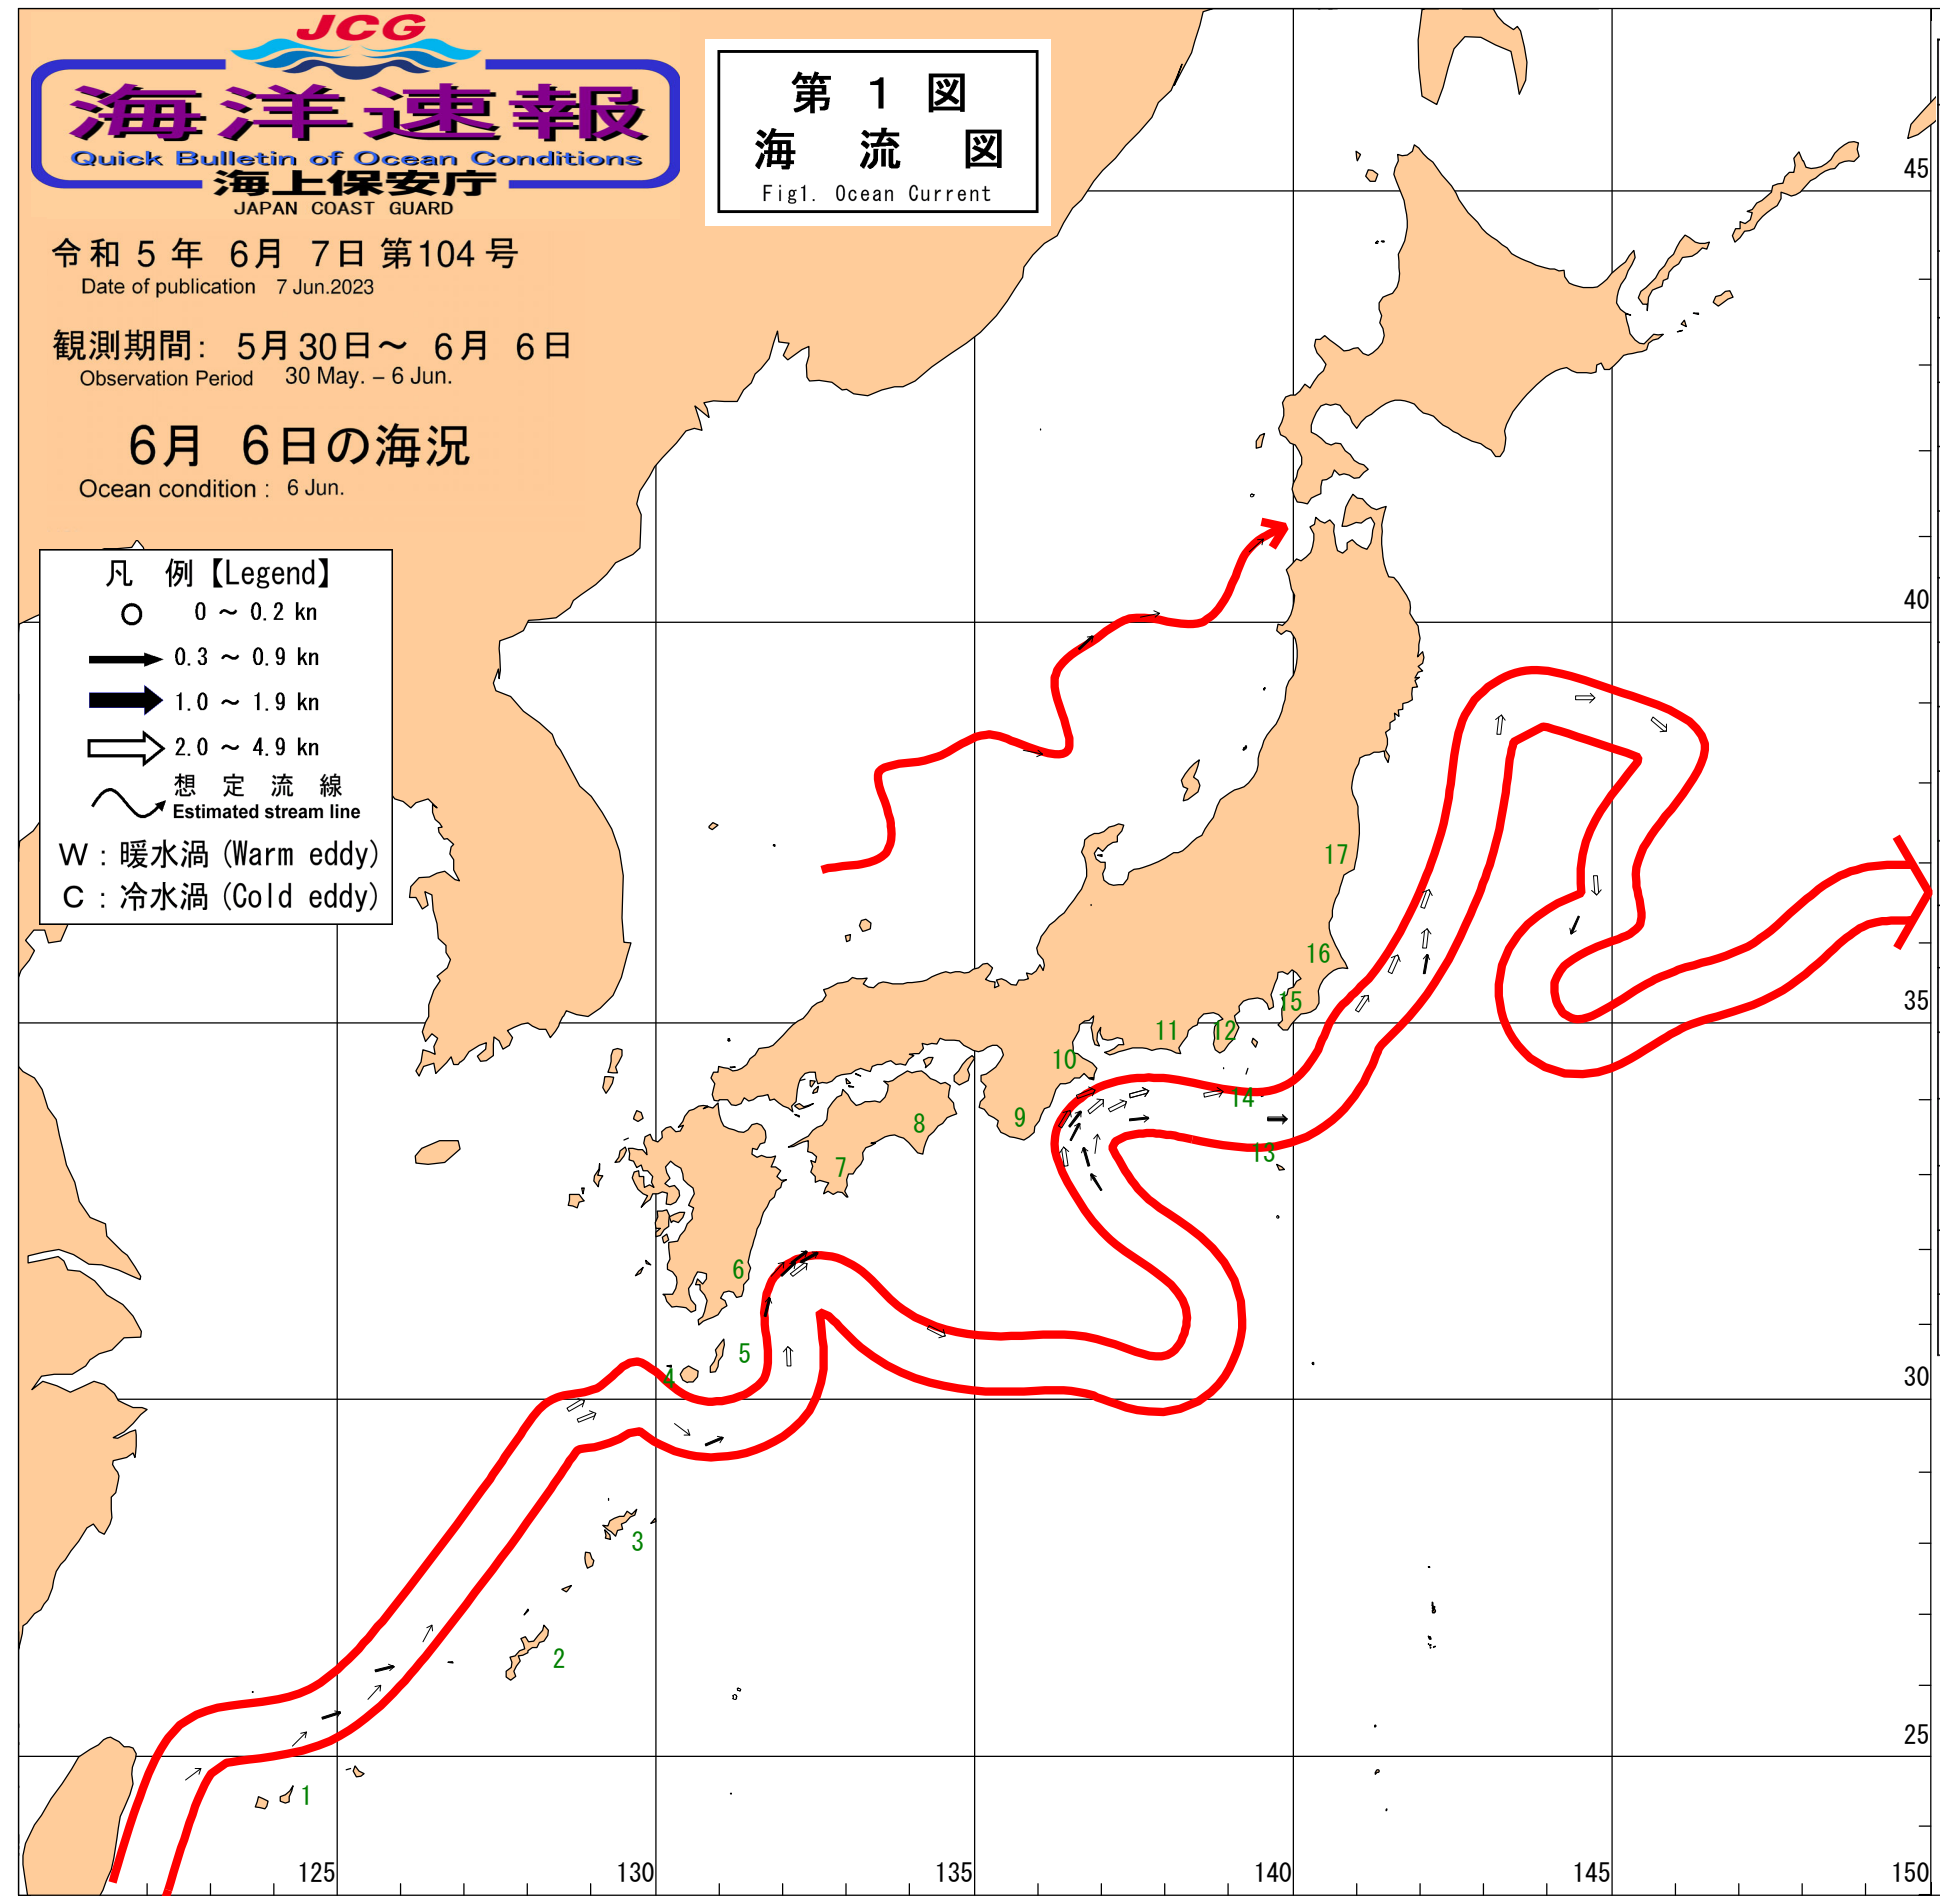 JCG
海洋速報
Quick Bulletin of Ocean Conditions
海上保安庁
JAPAN COAST GUARD
第 1 図
海 流 図
Fig1. Ocean Current
令和 5 年 6月 7日 第104 号
Date of publication 7 Jun.2023
観測期間: 5月30日～ 6月 6日
Observation Period 30 May. – 6 Jun.
6月 6日の海況
Ocean condition : 6 Jun.
凡 例【Legend】
0 ～ 0.2 kn
0.3 ～ 0.9 kn
1.0 ～ 1.9 kn
2.0 ～ 4.9 kn
想 定 流 線
Estimated stream line
W : 暖水渦 (Warm eddy)
C : 冷水渦 (Cold eddy)
45
40
17
16
35
15
12
11
10
14
9
8
13
7
6
5
4
30
3
2
25
1
125
130
135
140
145
150